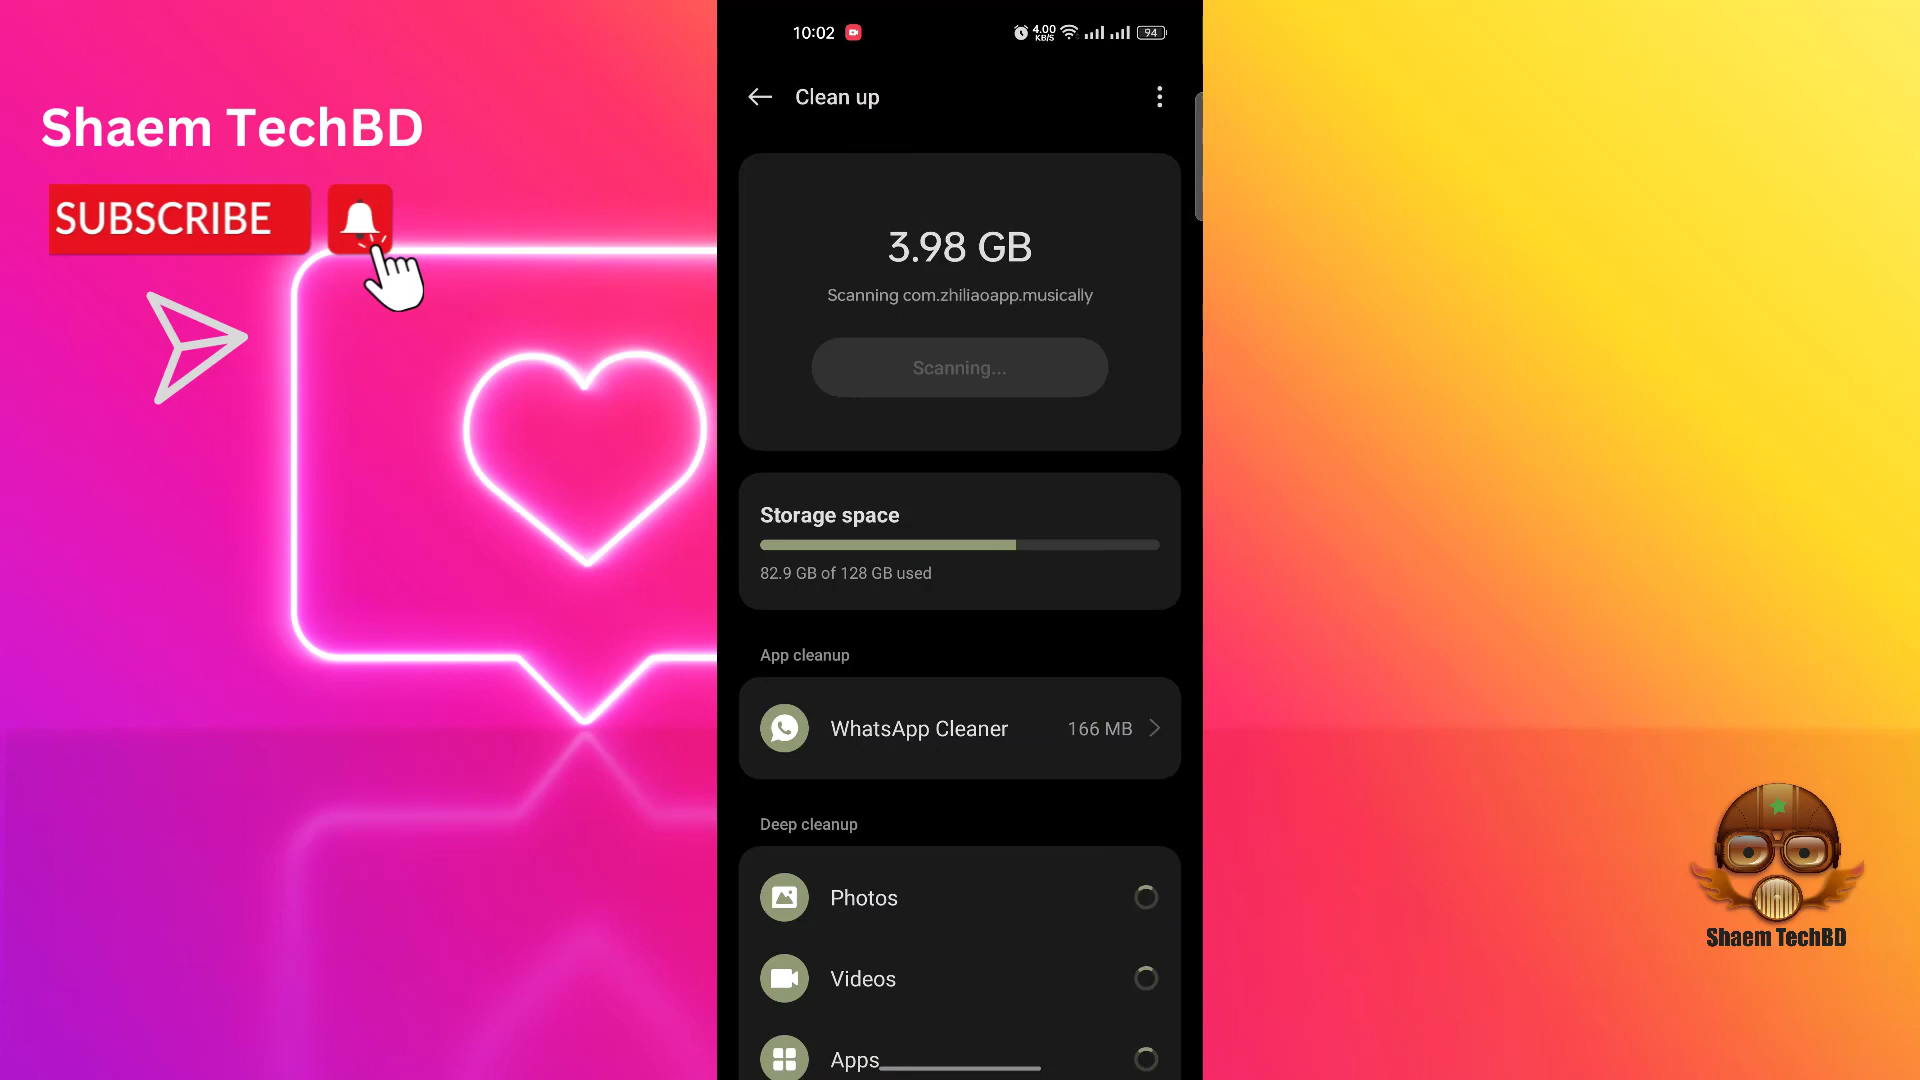 Shaem TechBD
SUBSCRIBE
10:02
4.00
KB/S
94
Clean up
3.98 GB
Scanning com.zhiliaoapp.musically
Scanning...
Storage space
82.9 GB of 128 GB used
App cleanup
WhatsApp Cleaner 166 MB
Deep cleanup
Photos
Videos
Apps
Shaem TechBD